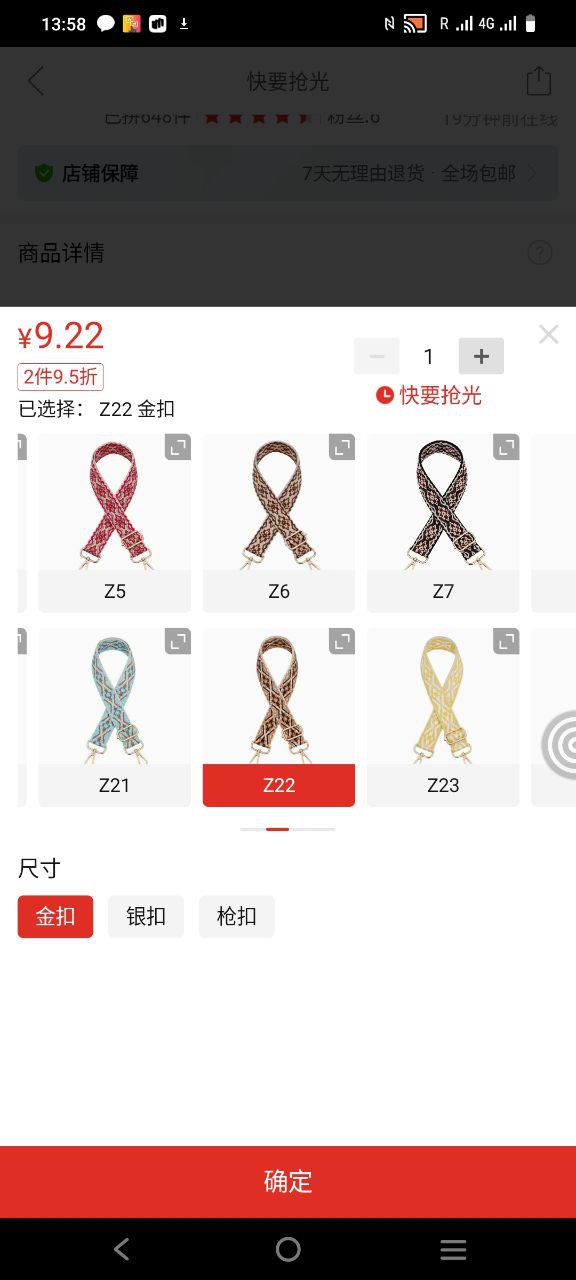 13:58
R 4G
快要抢光
已拼648件 粉丝:6 19分钟前在线
店铺保障 7天无理由退货 · 全场包邮
商品详情
¥9.22
1
2件9.5折
快要抢光
已选择： Z22 金扣
Z5 Z6 Z7
Z21 Z22 Z23
尺寸
金扣 银扣 枪扣
确定